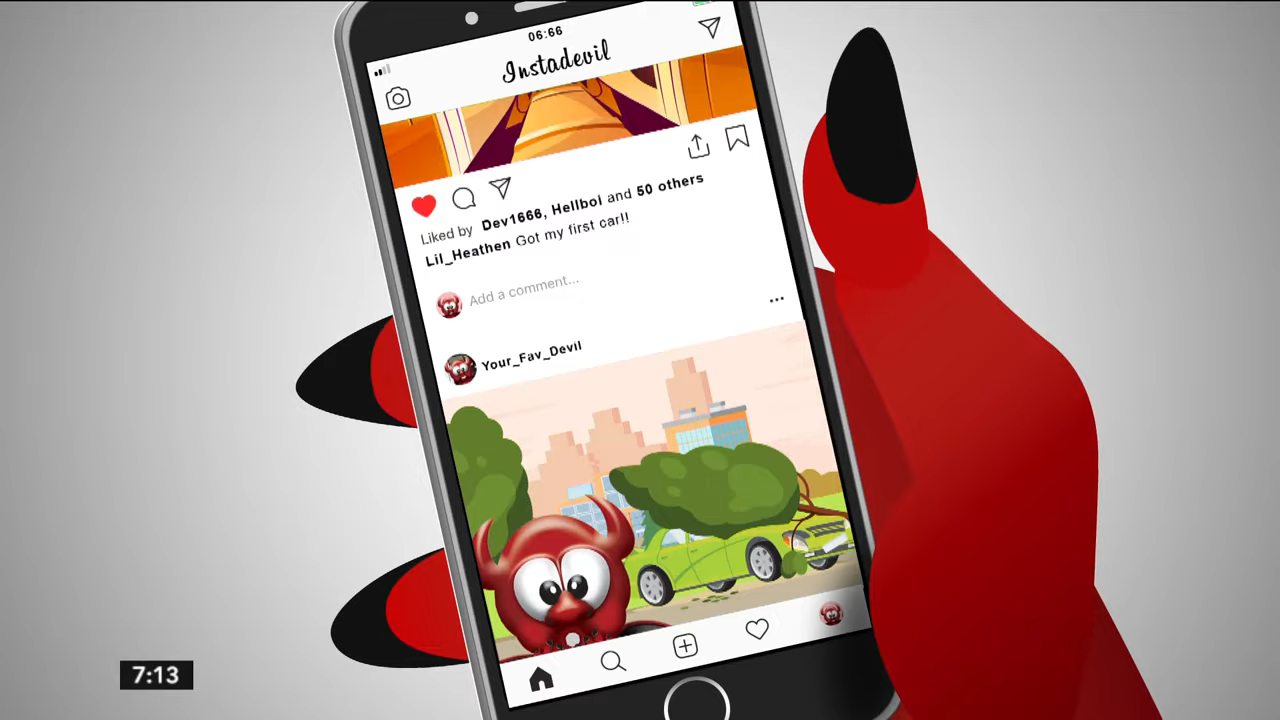 06:66
Instadevil
Liked by Dev1666, Hellboi and 50 others
Lil_Heathen Got my first car!!
Add a comment...
Your_Fav_Devil
7:13